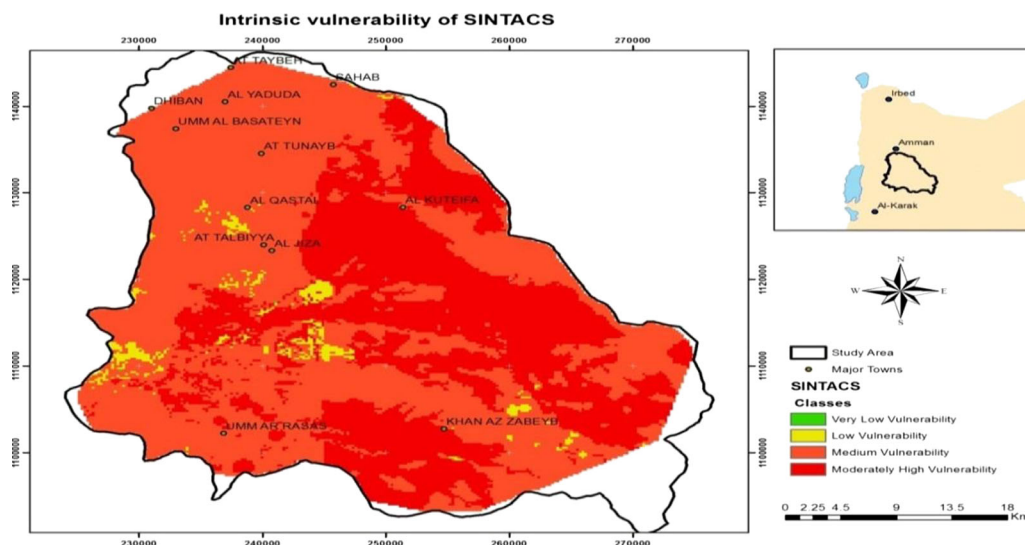 Intrinsic vulnerability of SINTACS
230000 240000 250000 260000 270000
AT TAYBEH
SAHAB
DHIBAN
AL YADUDA
UMM AL BASATEYN
AT TUNAYB
AL QASTAL
AL KUTEIFA
AT TALBIYYA
AL JIZA
UMM AR RASAS
KHAN AZ ZABEYB
1140000
1130000
1120000
1110000
1100000
1140000
1130000
1120000
1110000
1100000
230000 240000 250000 260000 270000
Irbed
Amman
Al-Karak
N
W E
S
Study Area
Major Towns
SINTACS
Classes
Very Low Vulnerability
Low Vulnerability
Medium Vulnerability
Moderately High Vulnerability
0 2.25 4.5 9 13.5 18
Km